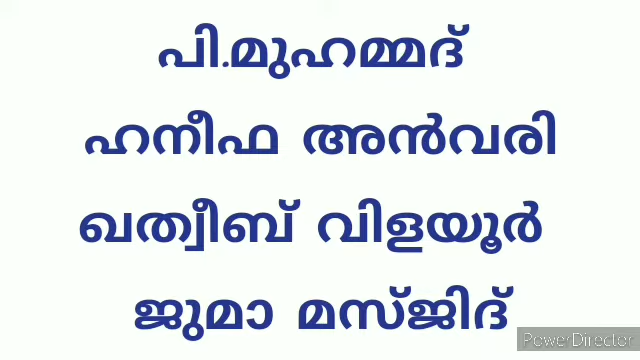 പി.മുഹമ്മദ്
ഹനീഫ അൻവരി
ഖത്വീബ് വിളയൂർ
ജുമാ മസ്ജിദ്
PowerDirector